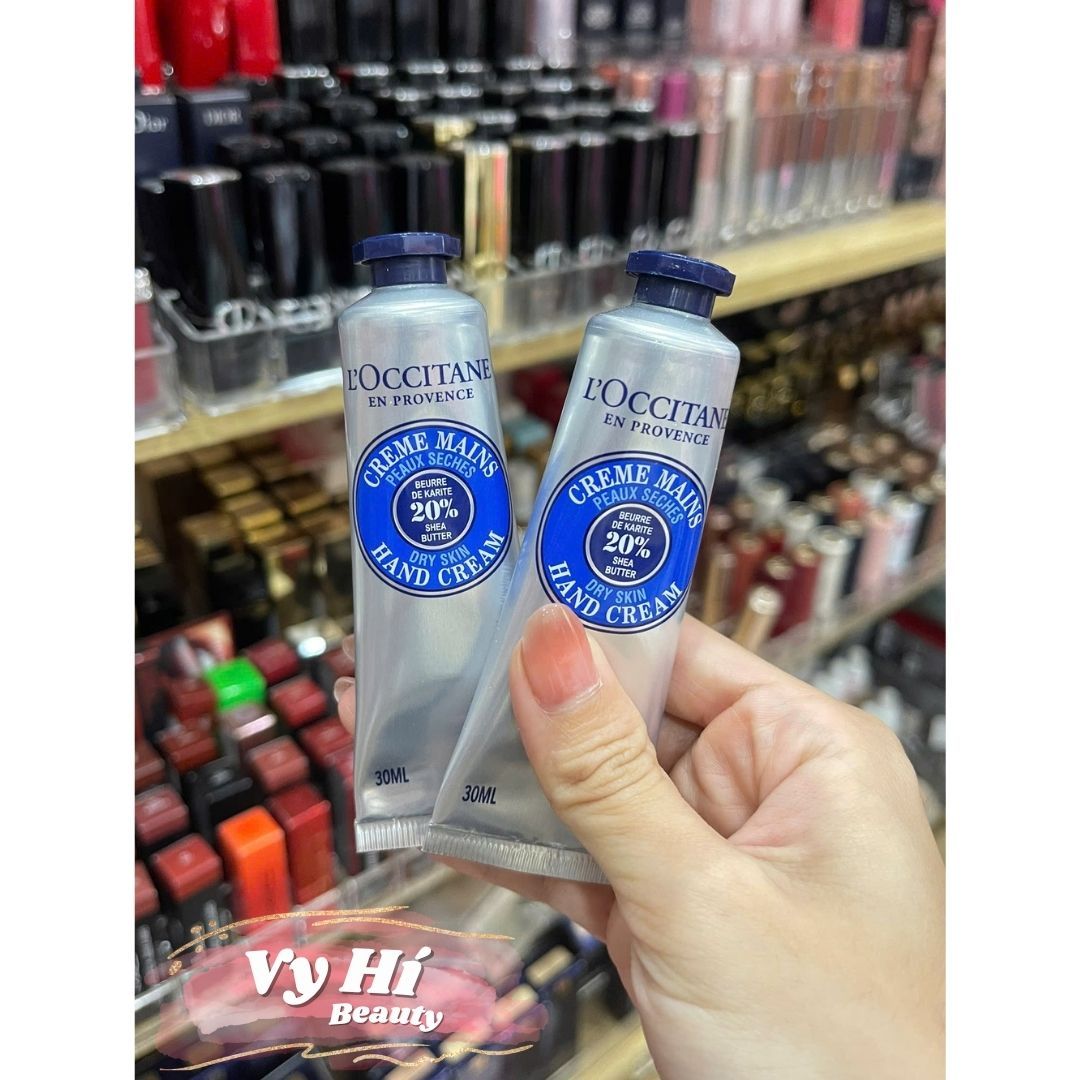 Dior
DIOR
L'OCCITANE
EN PROVENCE
CREME MAINS
PEAUX SECHES
BEURRE
DE KARITE
20%
SHEA
BUTTER
DRY SKIN
HAND CREAM
30ML
L'OCCITANE
EN PROVENCE
CREME MAINS
PEAUX SECHES
BEURRE
DE KARITE
20%
SHEA
BUTTER
DRY SKIN
HAND CREAM
30ML
Vy Hí
Beauty